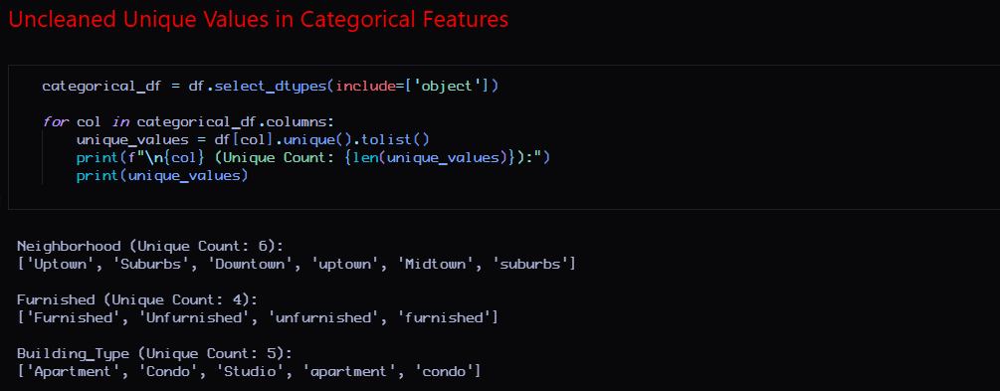 Uncleaned Unique Values in Categorical Features
categorical_df = df.select_dtypes(include=['object'])
for col in categorical_df.columns:
    unique_values = df[col].unique().tolist()
    print(f"\n{col} (Unique Count: {len(unique_values)}):")
    print(unique_values)
Neighborhood (Unique Count: 6):
['Uptown', 'Suburbs', 'Downtown', 'uptown', 'Midtown', 'suburbs']
Furnished (Unique Count: 4):
['Furnished', 'Unfurnished', 'unfurnished', 'furnished']
Building_Type (Unique Count: 5):
['Apartment', 'Condo', 'Studio', 'apartment', 'condo']